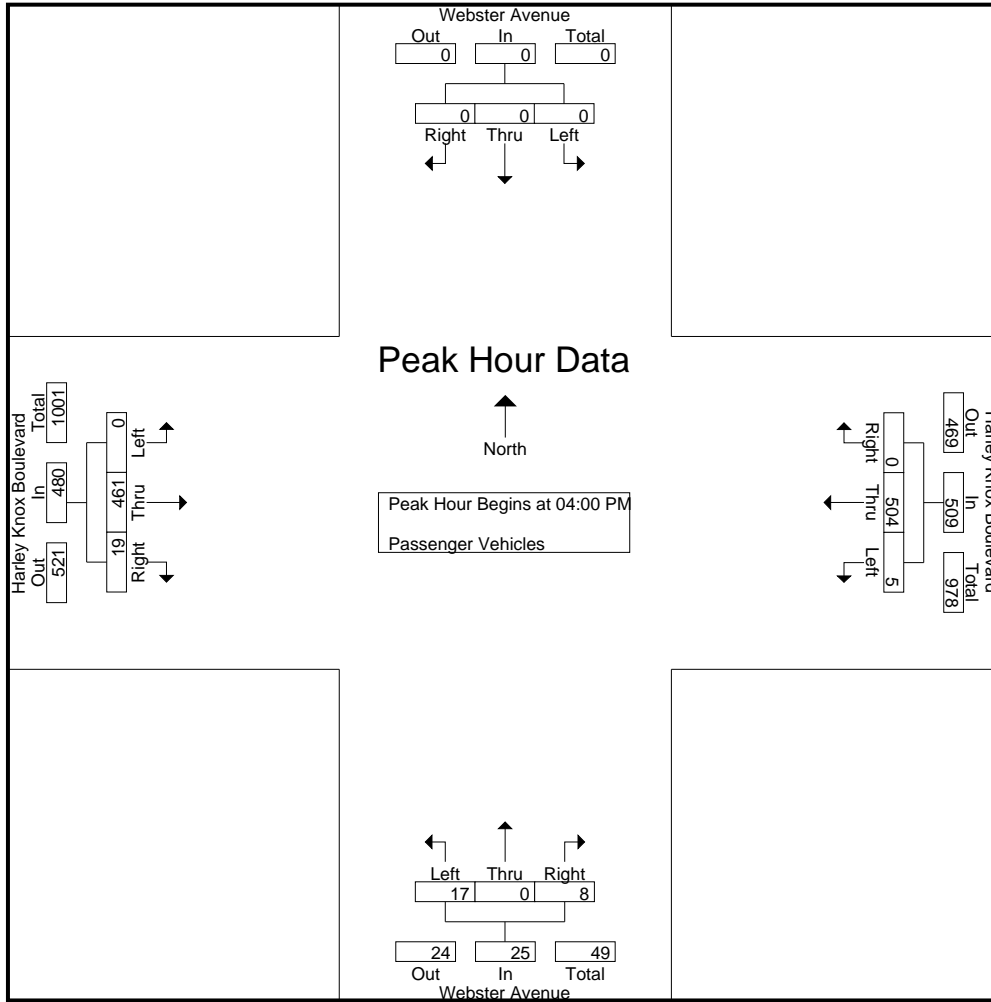 Webster Avenue
Out In Total
0 0 0
0 0 0
Right Thru Left
Peak Hour Data
North
Peak Hour Begins at 04:00 PM
Passenger Vehicles
Harley Knox Boulevard
Total In Out
1001 480 521
0 461 19
Left Thru Right
Harley Knox Boulevard
Out In Total
469 509 978
0 504 5
Right Thru Left
Left Thru Right
17 0 8
24 25 49
Out In Total
Webster Avenue